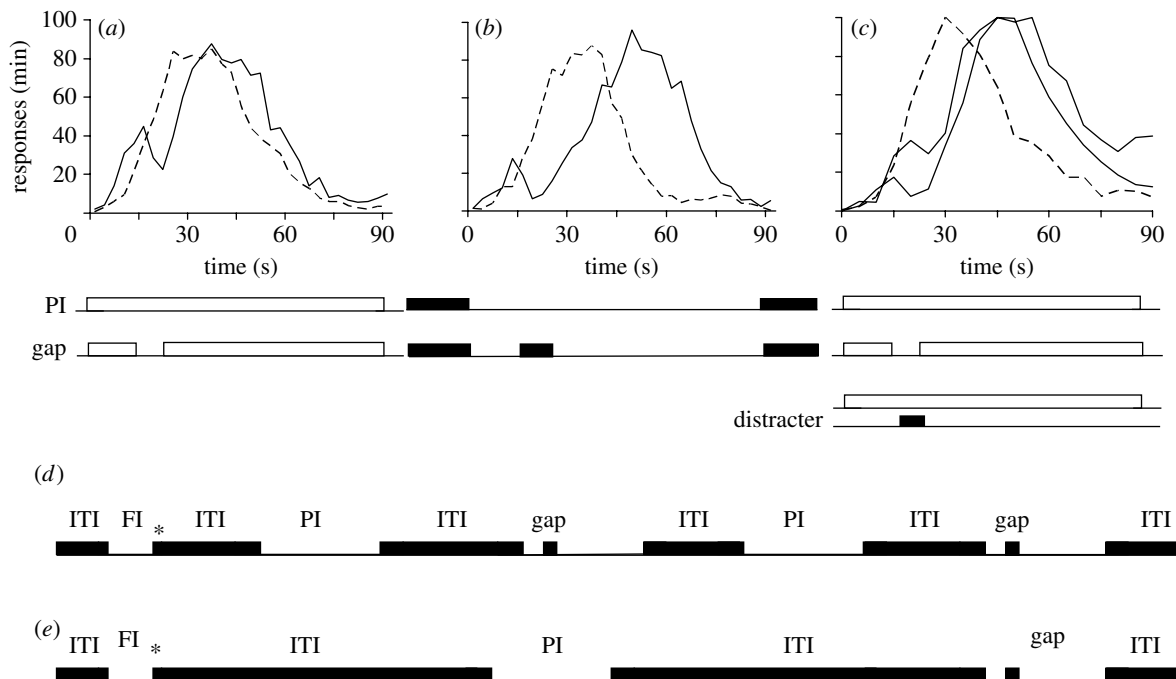 (a) (b) (c)
100
80
60
40
20
responses (min)
0 30 60 90
0 30 60 90
0 30 60 90
time (s) time (s) time (s)
PI
gap
distracter
(d)
ITI FI * ITI PI ITI gap ITI PI ITI gap ITI
(e)
ITI FI * ITI PI ITI gap ITI